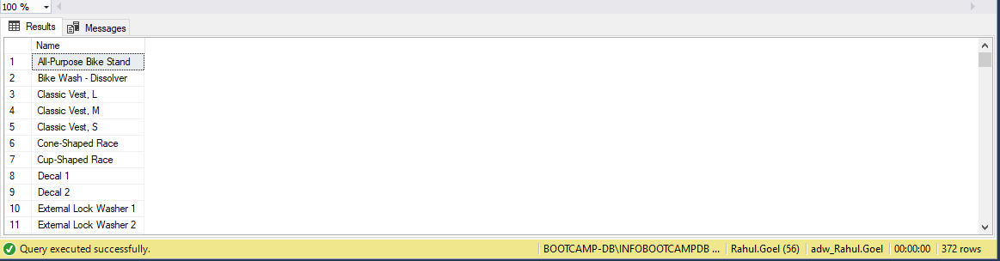 100 %
Results Messages
Name
1 All-Purpose Bike Stand
2 Bike Wash - Dissolver
3 Classic Vest, L
4 Classic Vest, M
5 Classic Vest, S
6 Cone-Shaped Race
7 Cup-Shaped Race
8 Decal 1
9 Decal 2
10 External Lock Washer 1
11 External Lock Washer 2
Query executed successfully. BOOTCAMP-DB\INFOBOOTCAMPDB ... Rahul.Goel (56) adw_Rahul.Goel 00:00:00 372 rows